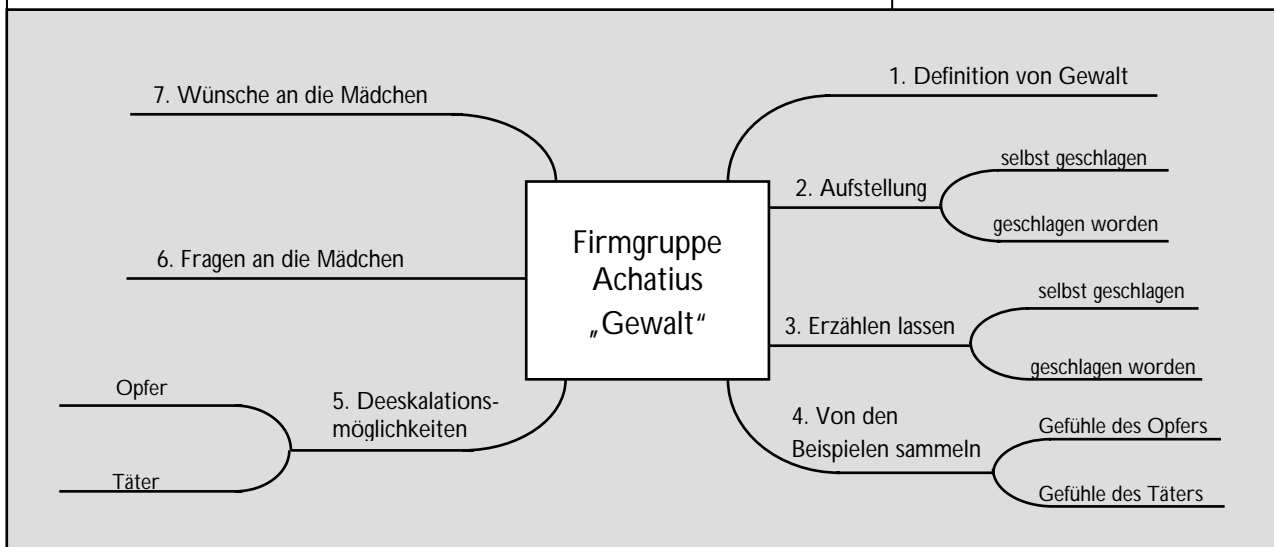 Firmgruppe
Achatius
„Gewalt“
1. Definition von Gewalt
2. Aufstellung
selbst geschlagen
geschlagen worden
3. Erzählen lassen
selbst geschlagen
geschlagen worden
4. Von den
Beispielen sammeln
Gefühle des Opfers
Gefühle des Täters
5. Deeskalations-
möglichkeiten
Opfer
Täter
6. Fragen an die Mädchen
7. Wünsche an die Mädchen